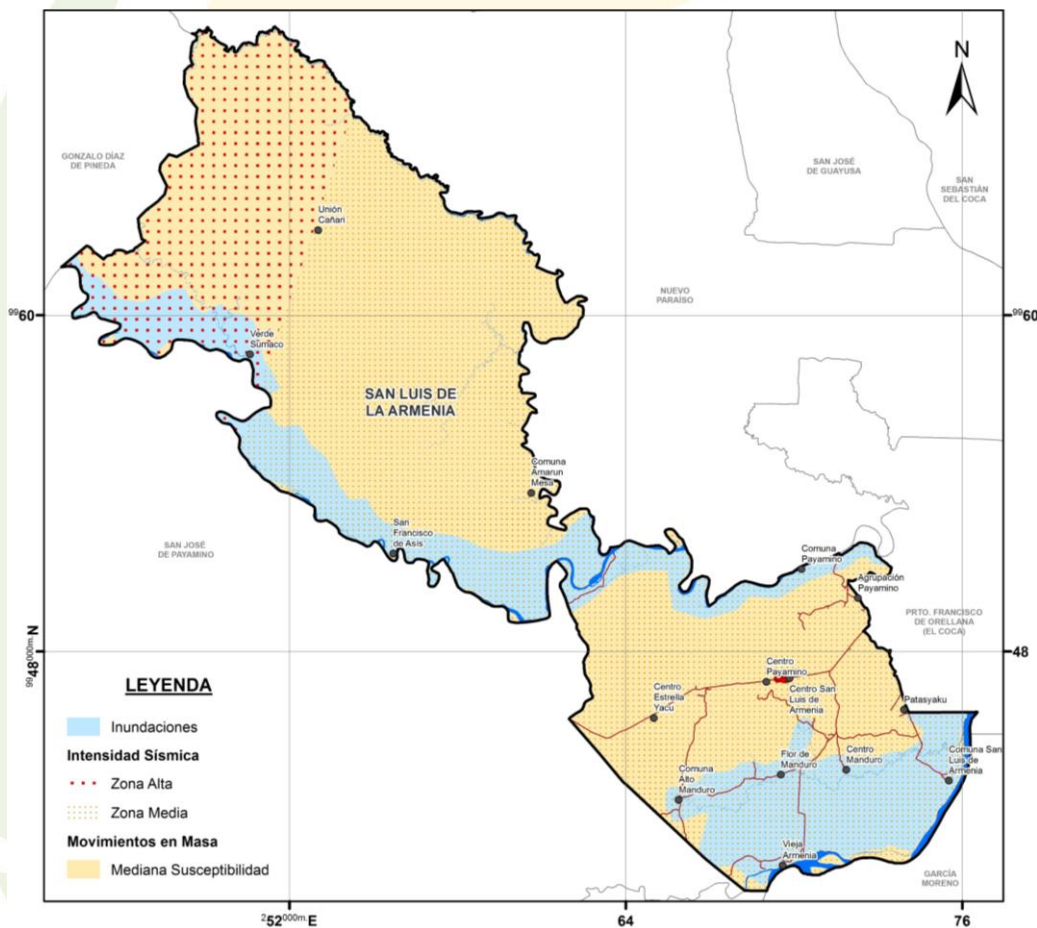 N
GONZALO DÍAZ
DE PINEDA
SAN JOSÉ
DE GUAYUSA
SAN
SEBASTIÁN
DEL COCA
Unión
Cañari
NUEVO
PARAÍSO
9960
9960
Verde
Sumaco
SAN LUIS DE
LA ARMENIA
Comuna
Amarun
Mesa
San
Francisco
de Asis
SAN JOSÉ
DE PAYAMINO
Comuna
Payamino
Agrupación
Payamino
PRTO. FRANCISCO
DE ORELLANA
(EL COCA)
9948000m. N
48
Centro
Payamino
Centro
Estrella
Yacu
Centro San
Luis de
Armenia
Patasyaku
Flor de
Manduro
Centro
Manduro
Comuna San
Luis de
Armenia
Comuna
Alto
Manduro
Vieja
Armenia
GARCÍA
MORENO
LEYENDA
Inundaciones
Intensidad Sísmica
Zona Alta
Zona Media
Movimientos en Masa
Mediana Susceptibilidad
252000m. E
64
76